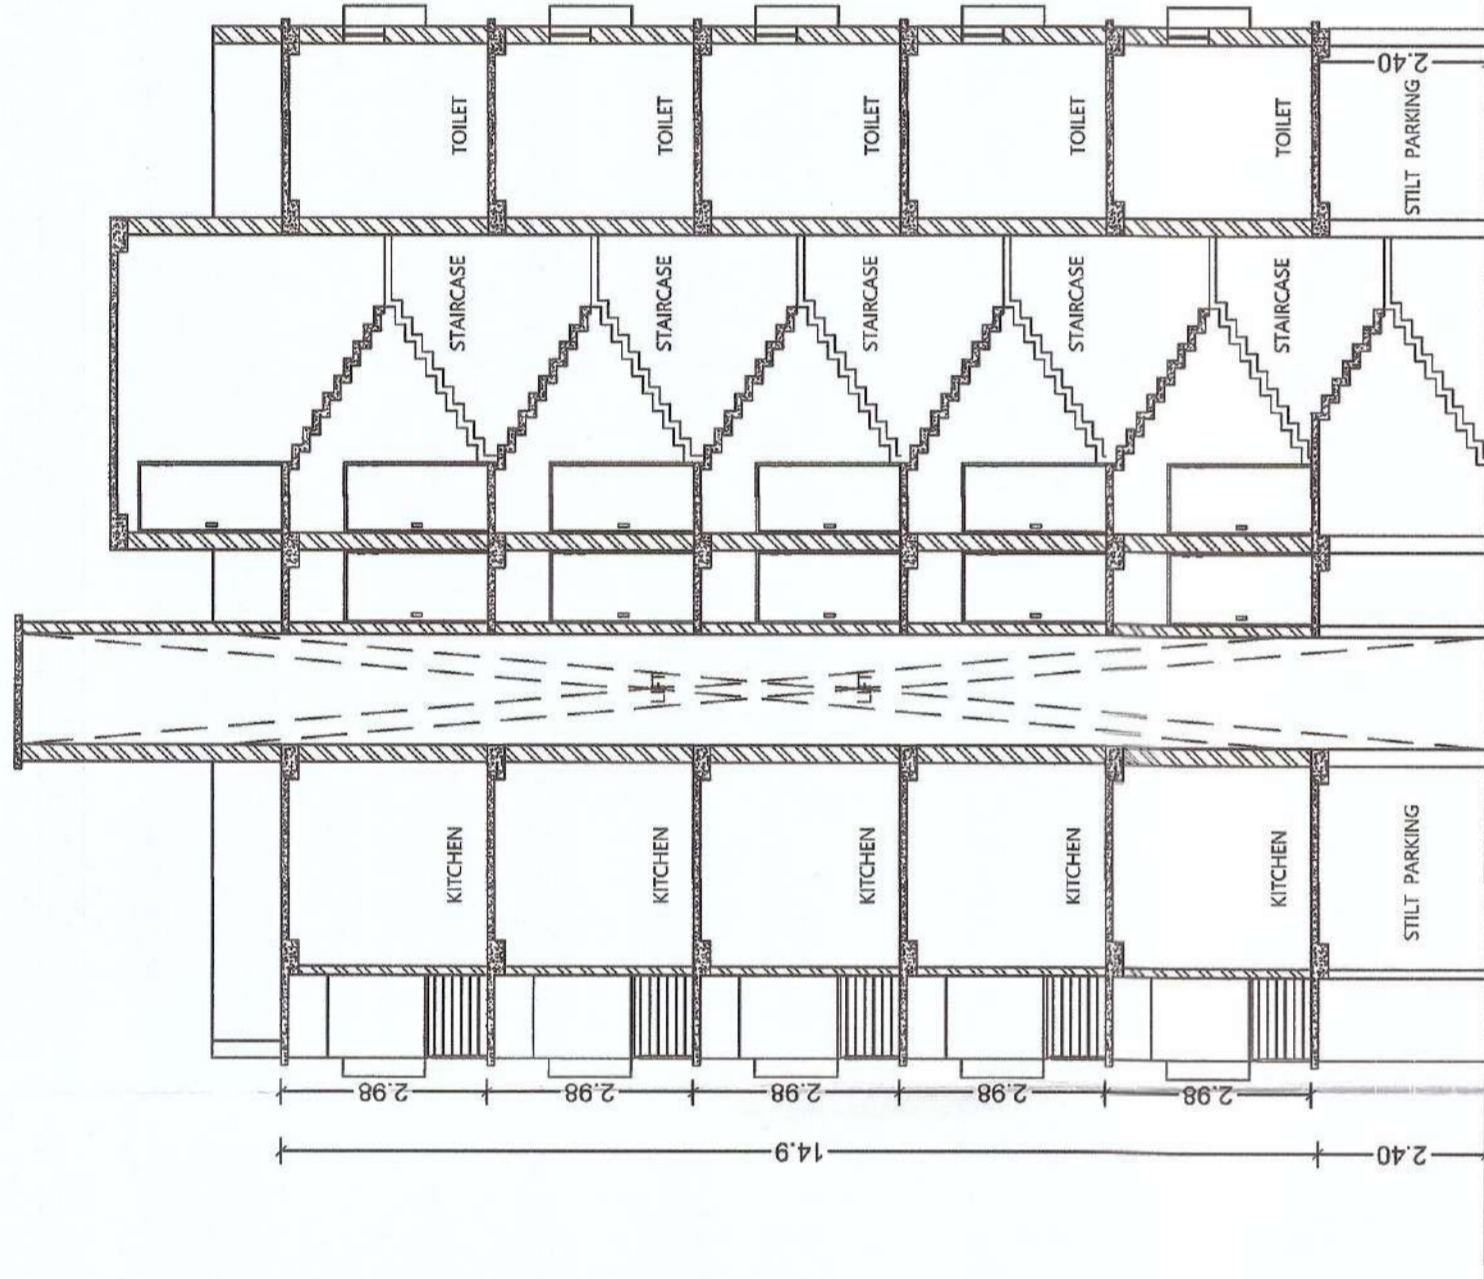 TOILET
TOILET
TOILET
TOILET
TOILET
STILT PARKING
2.40
STAIRCASE
STAIRCASE
STAIRCASE
STAIRCASE
STAIRCASE
LIFT
LIFT
KITCHEN
KITCHEN
KITCHEN
KITCHEN
KITCHEN
STILT PARKING
2.98
2.98
2.98
2.98
2.98
14.9
2.40